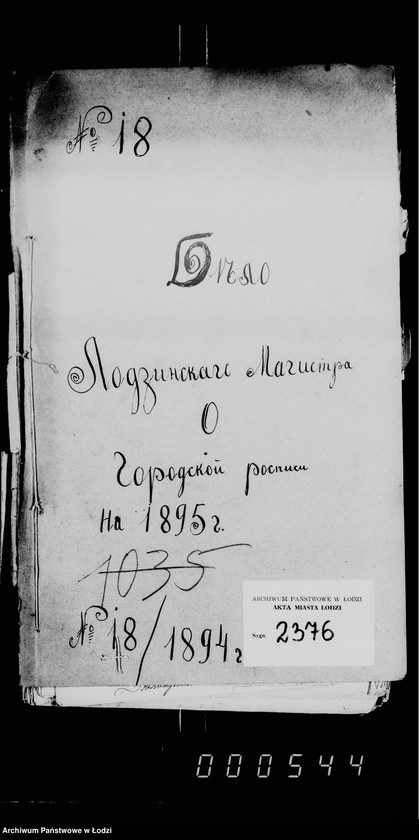 № 18
Дѣло
Лодзинскаго Магистра
О
Городской росписи
На 1895 г.
1035
№ 18/1894 г
ARCHIWUM PAŃSTWOWE W ŁODZI
AKTA MIASTA ŁODZI
Sygn. 2376
000544
Archiwum Państwowe w Łodzi